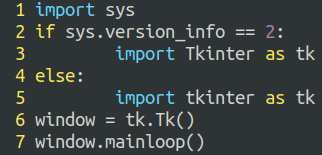 1 import sys
2 if sys.version_info == 2:
3         import Tkinter as tk
4 else:
5         import tkinter as tk
6 window = tk.Tk()
7 window.mainloop()